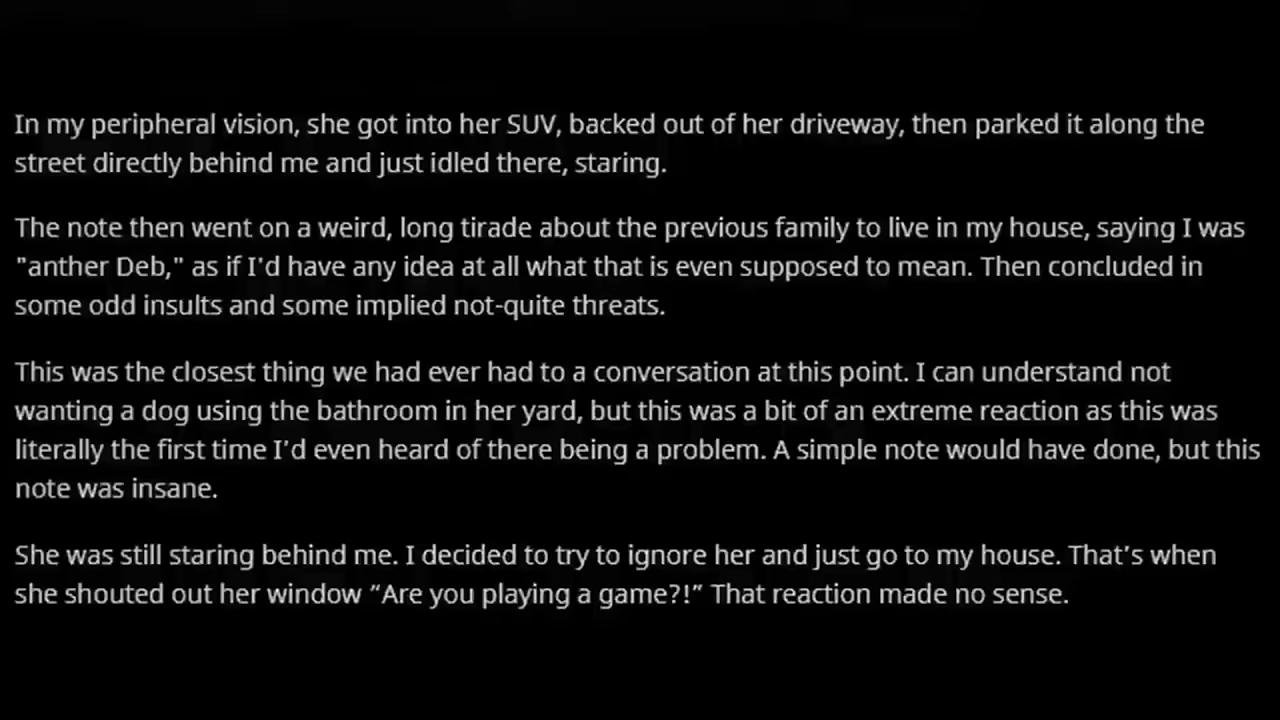 In my peripheral vision, she got into her SUV, backed out of her driveway, then parked it along the
street directly behind me and just idled there, staring.
The note then went on a weird, long tirade about the previous family to live in my house, saying I was
"anther Deb," as if I'd have any idea at all what that is even supposed to mean. Then concluded in
some odd insults and some implied not-quite threats.
This was the closest thing we had ever had to a conversation at this point. I can understand not
wanting a dog using the bathroom in her yard, but this was a bit of an extreme reaction as this was
literally the first time I'd even heard of there being a problem. A simple note would have done, but this
note was insane.
She was still staring behind me. I decided to try to ignore her and just go to my house. That’s when
she shouted out her window “Are you playing a game?!” That reaction made no sense.